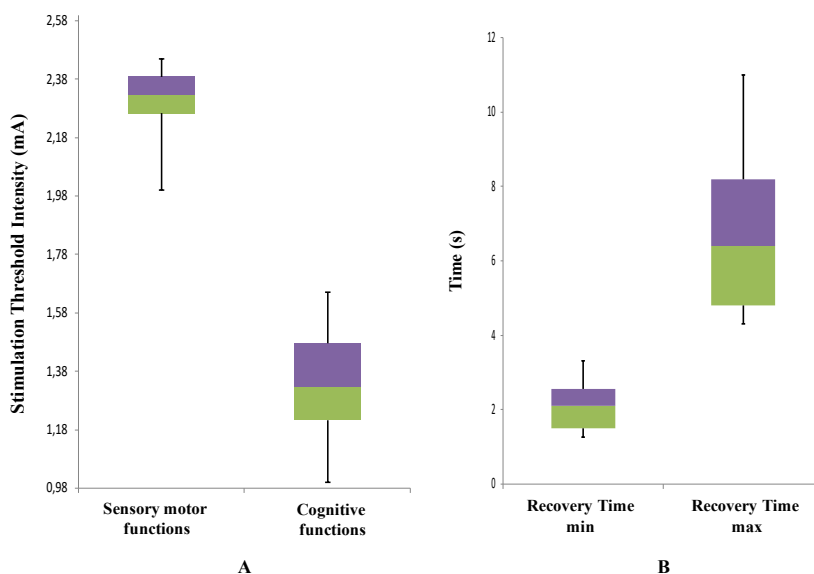 Stimulation Threshold Intensity (mA)
2,58
2,38
2,18
1,98
1,78
1,58
1,38
1,18
0,98
Sensory motor
functions
Cognitive
functions
A
Time (s)
12
10
8
6
4
2
0
Recovery Time
min
Recovery Time
max
B